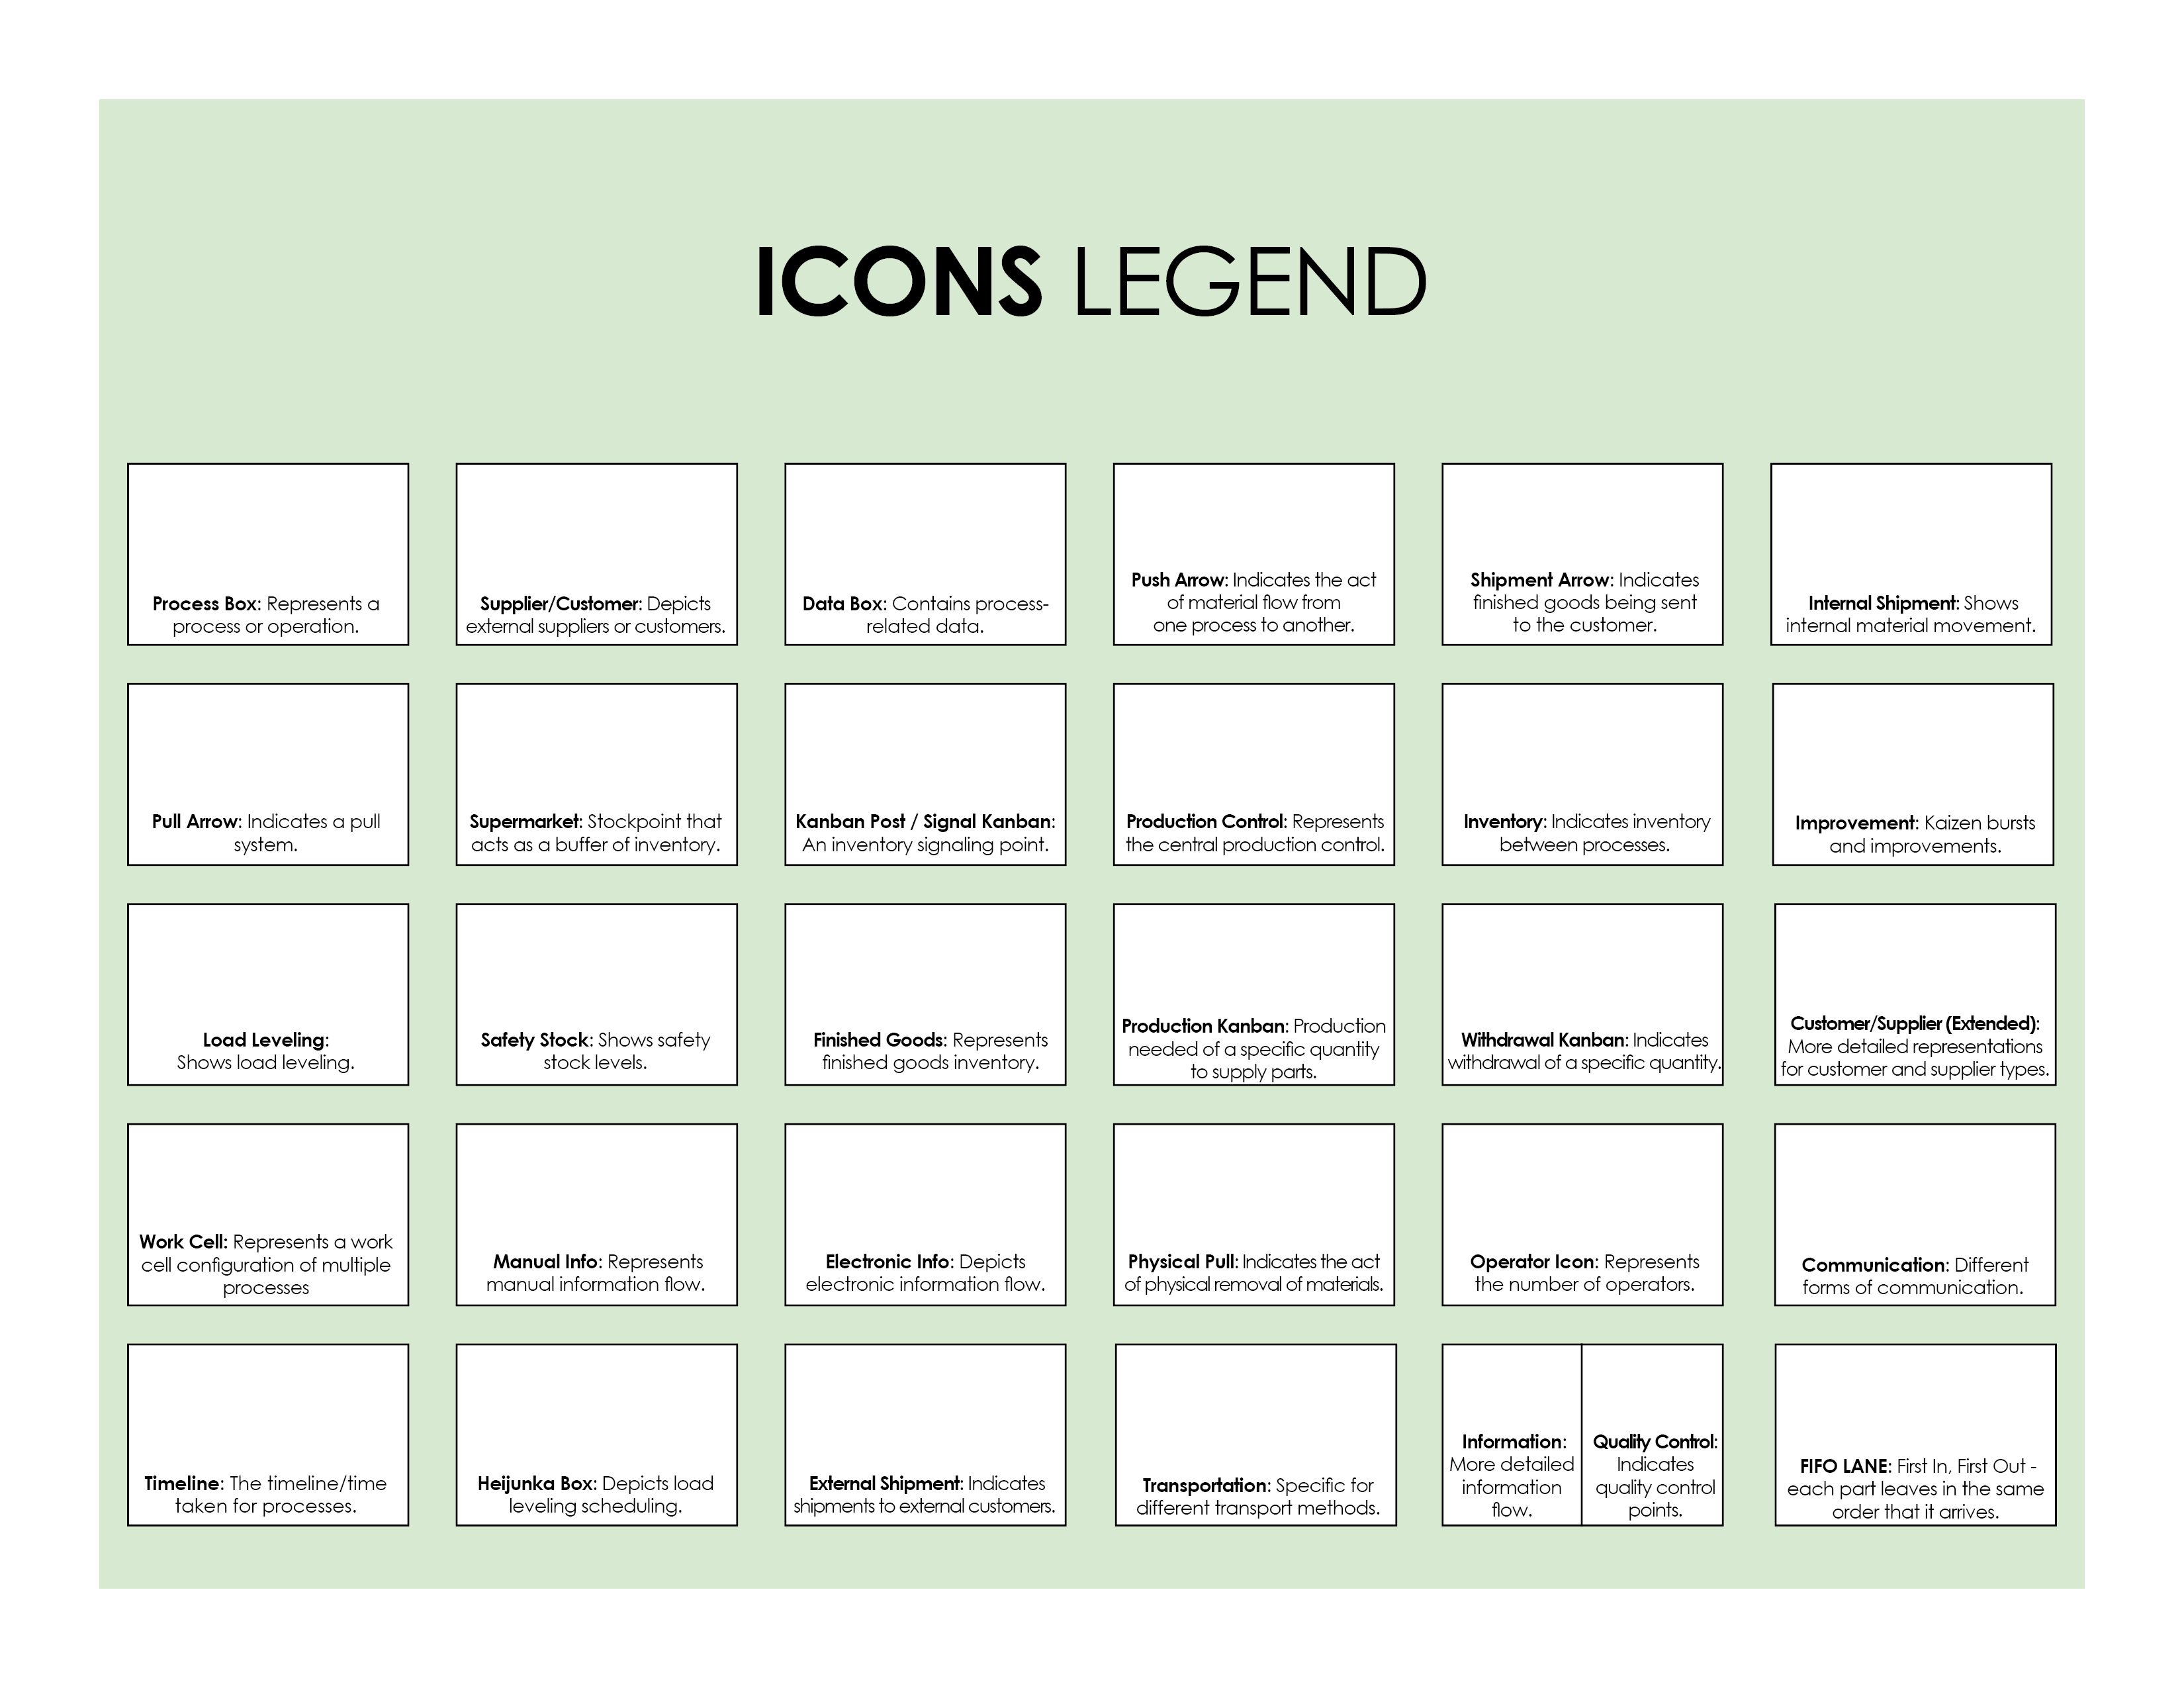 ICONS LEGEND
Process Box: Represents a
process or operation.
Supplier/Customer: Depicts
external suppliers or customers.
Data Box: Contains process-
related data.
Push Arrow: Indicates the act
of material flow from
one process to another.
Shipment Arrow: Indicates
finished goods being sent
to the customer.
Internal Shipment: Shows
internal material movement.
Pull Arrow: Indicates a pull
system.
Supermarket: Stockpoint that
acts as a buffer of inventory.
Kanban Post / Signal Kanban:
An inventory signaling point.
Production Control: Represents
the central production control.
Inventory: Indicates inventory
between processes.
Improvement: Kaizen bursts
and improvements.
Load Leveling:
Shows load leveling.
Safety Stock: Shows safety
stock levels.
Finished Goods: Represents
finished goods inventory.
Production Kanban: Production
needed of a specific quantity
to supply parts.
Withdrawal Kanban: Indicates
withdrawal of a specific quantity.
Customer/Supplier (Extended):
More detailed representations
for customer and supplier types.
Work Cell: Represents a work
cell configuration of multiple
processes
Manual Info: Represents
manual information flow.
Electronic Info: Depicts
electronic information flow.
Physical Pull: Indicates the act
of physical removal of materials.
Operator Icon: Represents
the number of operators.
Communication: Different
forms of communication.
Timeline: The timeline/time
taken for processes.
Heijunka Box: Depicts load
leveling scheduling.
External Shipment: Indicates
shipments to external customers.
Transportation: Specific for
different transport methods.
Information:
More detailed
information
flow.
Quality Control:
Indicates
quality control
points.
FIFO LANE: First In, First Out -
each part leaves in the same
order that it arrives.